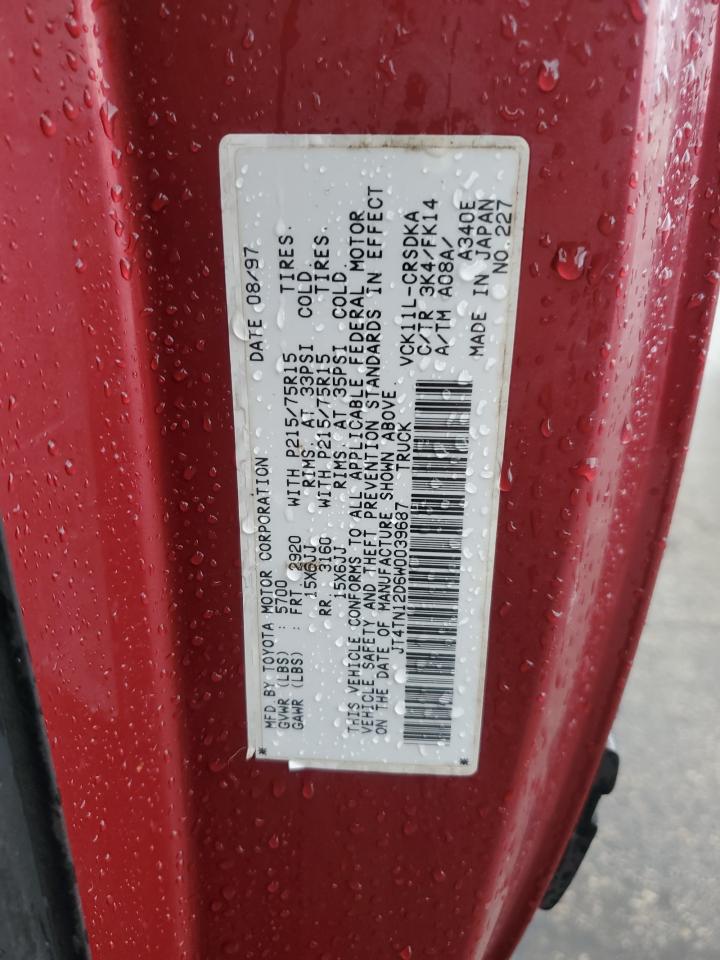 MFD BY TOYOTA MOTOR CORPORATION DATE 08/97
GVWR (LBS) : 5700
GAWR (LBS) : FRT. 2920 WITH P215/75R15 TIRES.
15X6JJ RIMS. AT 33PSI COLD.
RR. 3160 WITH P215/75R15 TIRES.
15X6JJ RIMS. AT 35PSI COLD.
THIS VEHICLE CONFORMS TO ALL APPLICABLE FEDERAL MOTOR
VEHICLE SAFETY AND THEFT PREVENTION STANDARDS IN EFFECT
ON THE DATE OF MANUFACTURE SHOWN ABOVE.
JT4TN12D6W0039687 TRUCK VCK11L-CRSDKA
C/TR 3K4/FK14
A/TM A08A/ A340E
MADE IN JAPAN
* * NO.227